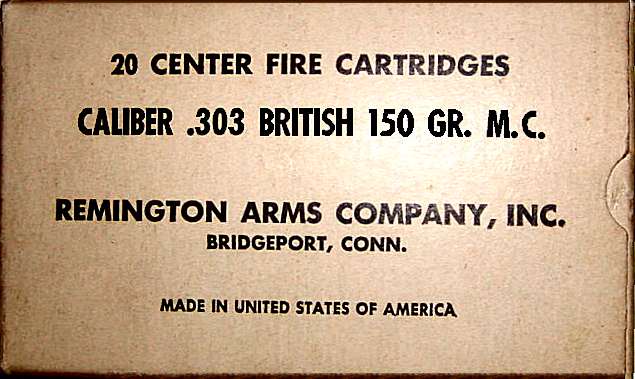 20 CENTER FIRE CARTRIDGES
CALIBER .303 BRITISH 150 GR. M.C.
REMINGTON ARMS COMPANY, INC.
BRIDGEPORT, CONN.
MADE IN UNITED STATES OF AMERICA